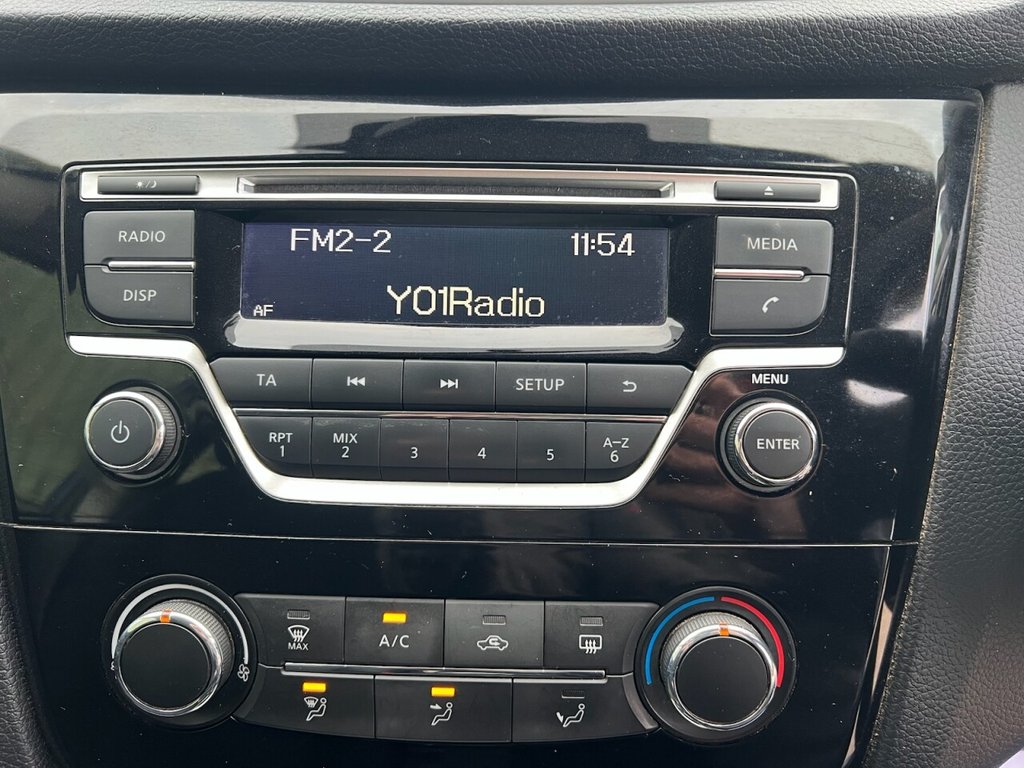 RADIO
DISP
FM2-2 11:54
Y01Radio
AF
MEDIA
TA
SETUP
MENU
RPT
1
MIX
2
3
4
5
A-Z
6
ENTER
MAX
A/C